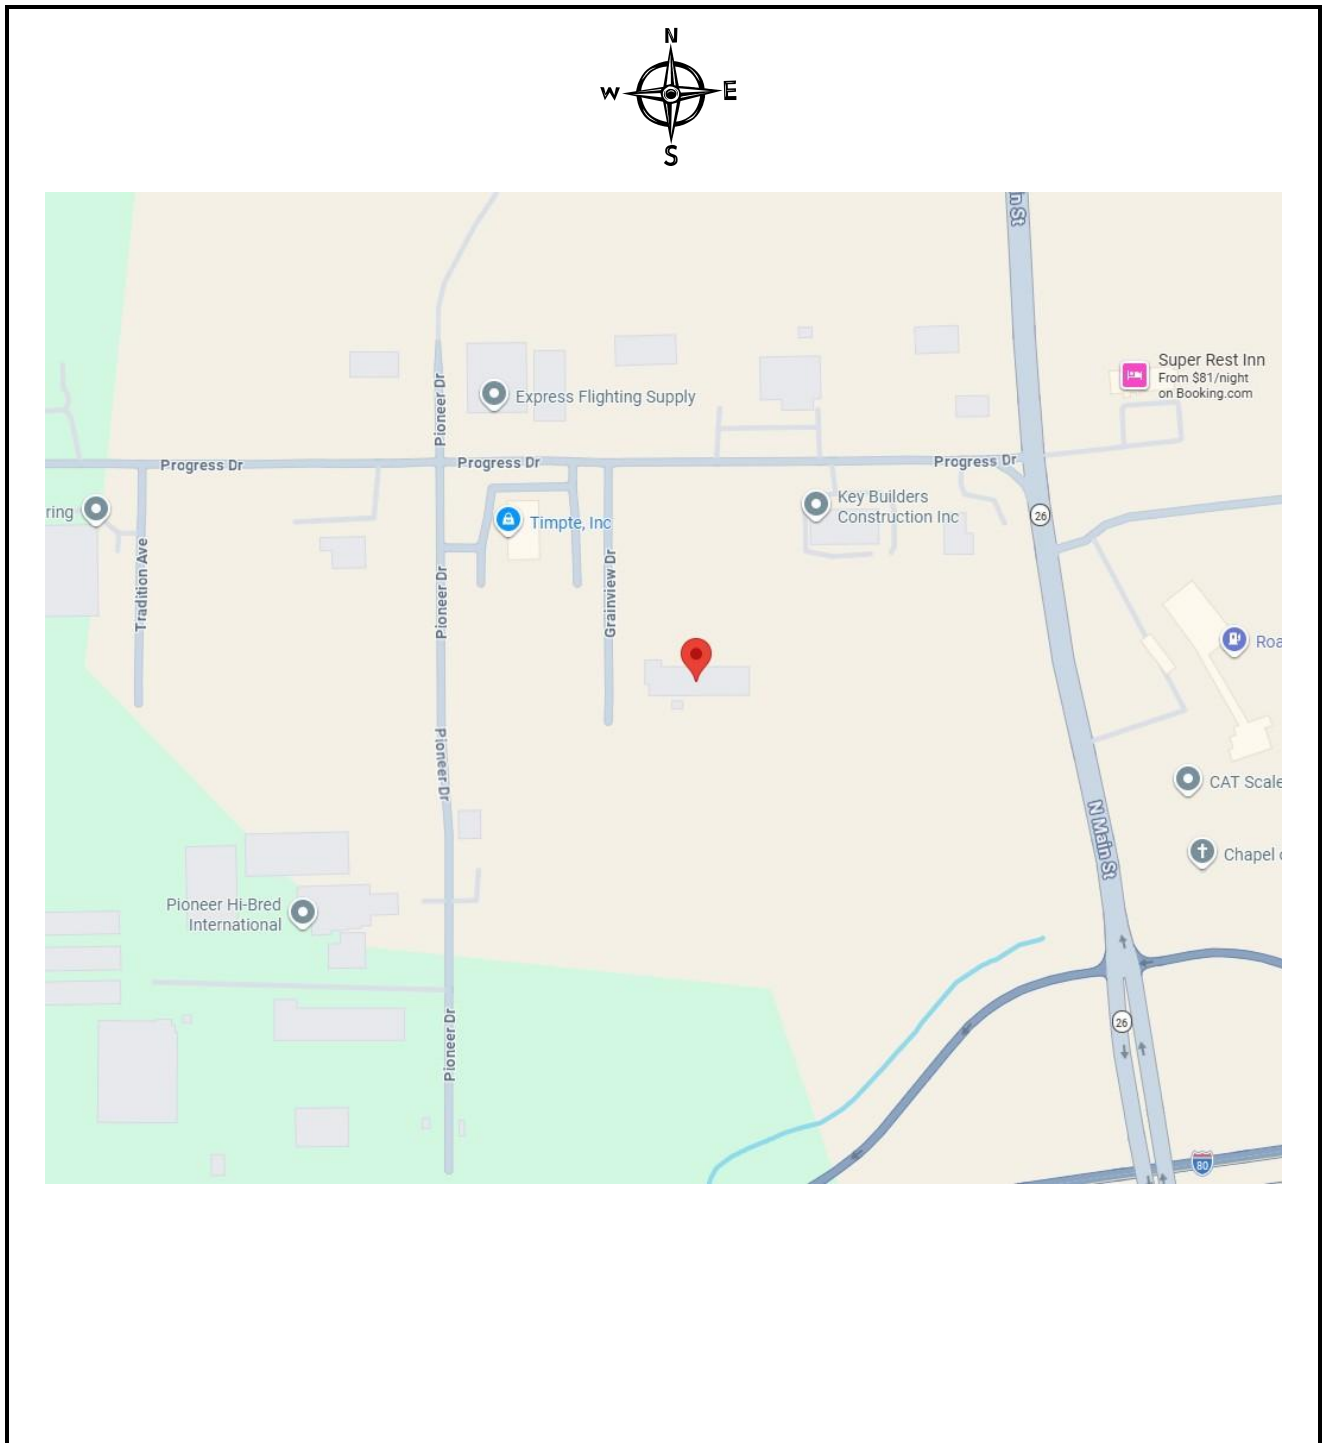 N
W
E
S
n St
Super Rest Inn
From $81/night
on Booking.com
Pioneer Dr
Express Flighting Supply
Progress Dr
Progress Dr
Progress Dr
ring
Timpte, Inc
Key Builders
Construction Inc
26
Tradition Ave
Pioneer Dr
Grainview Dr
Roa
Pioneer Dr
CAT Scale
N Main St
Chapel
Pioneer Hi-Bred
International
Pioneer Dr
26
80